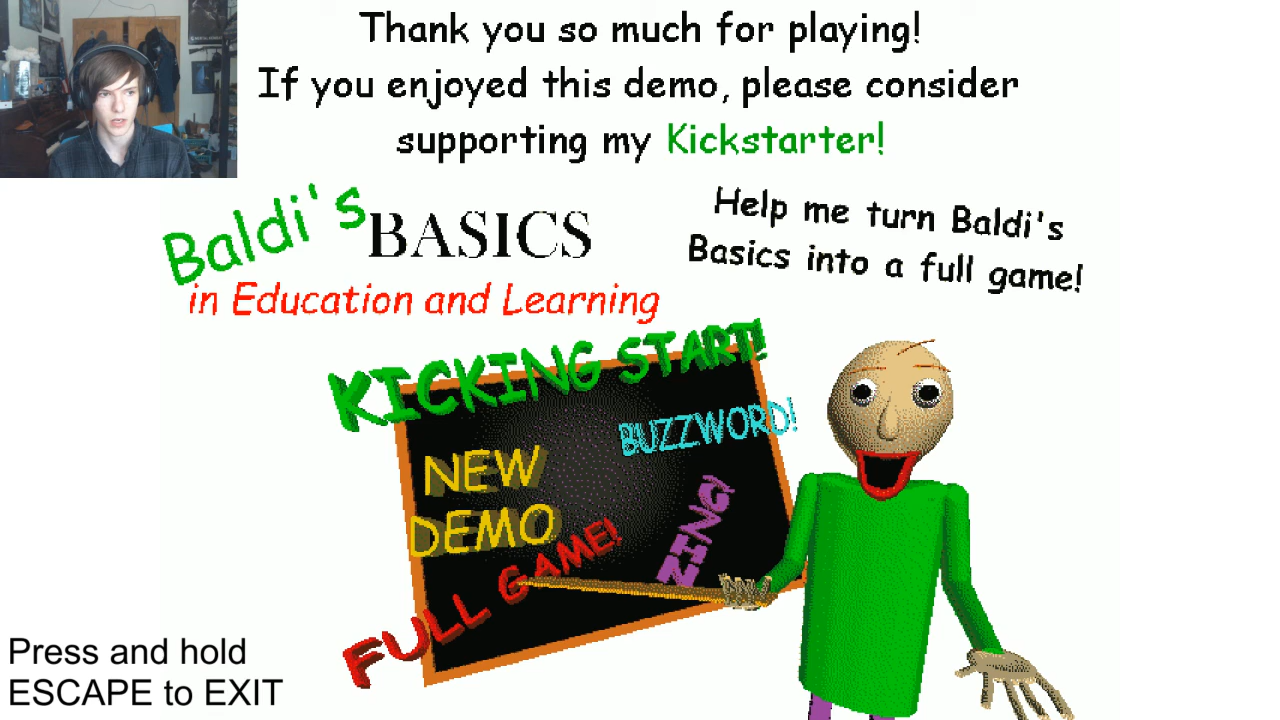 Thank you so much for playing!
If you enjoyed this demo, please consider
supporting my Kickstarter!
Baldi's BASICS
in Education and Learning
Help me turn Baldi's
Basics into a full game!
KICKING START!
BUZZWORD!
NEW
DEMO
ZING!
FULL GAME!
Press and hold
ESCAPE to EXIT